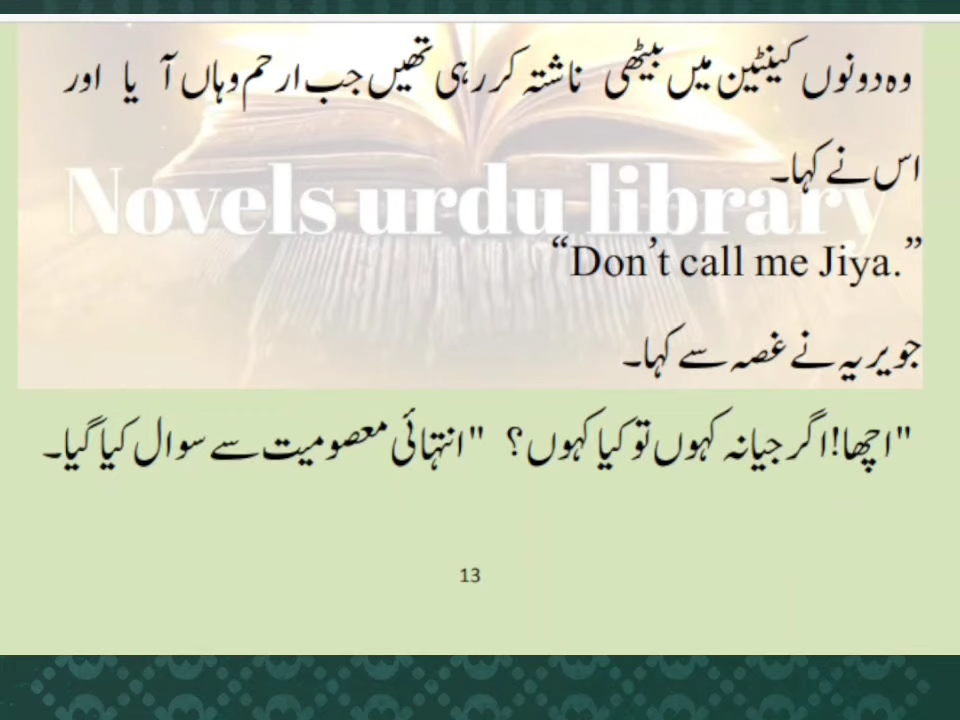 وہ دونوں کینٹین میں بیٹھی ناشتہ کر رہی تھیں جب ارحم وہاں آ یا اور
اس نے کہا۔
“Don’t call me Jiya.”
جویریہ نے غصہ سے کہا۔
"اچھا! اگر جیا نہ کہوں تو کیا کہوں؟ "انتہائی معصومیت سے سوال کیا گیا۔
13
Novels urdu library